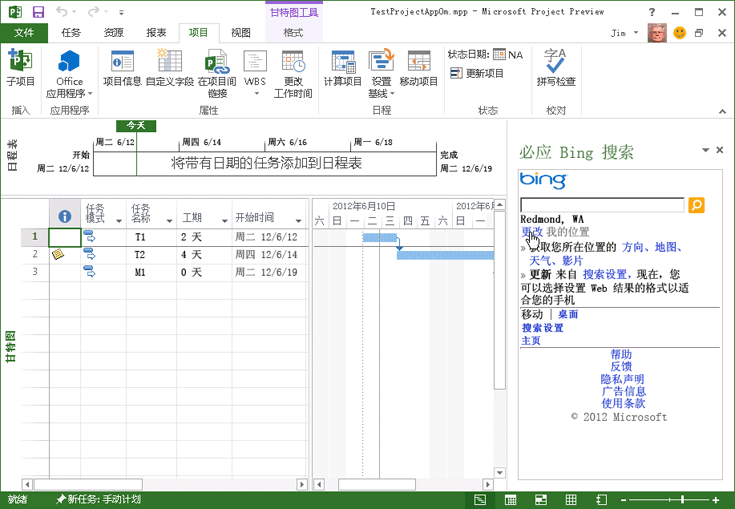 甘特图工具
TestProjectAppOm.mpp - Microsoft Project Preview
文件 任务 资源 报表 项目 视图 格式
Jim
子项目
Office
应用程序
项目信息 自定义字段 在项目间
链接
WBS
更改
工作时间
计算项目 设置
基线
移动项目
状态日期: NA
更新项目
ABC
拼写检查
插入 应用程序 属性 日程 状态 校对
日程表
今天
周二 6/12 周四 6/14 周六 6/16 周一 6/18
开始
周二 12/6/12
将带有日期的任务添加到日程表
完成
周二 12/6/19
甘特图
任务
模式
任务
名称
工期 开始时间
1 T1 2 天 周二 12/6/12
2 T2 4 天 周四 12/6/14
3 M1 0 天 周二 12/6/19
2012年6月10日 2012年6
六 日 一 二 三 四 五 六 日 一 二
必应 Bing 搜索
bing
Redmond, WA
更改 我的位置
» 获取您所在位置的 方向、地图、
天气、影片
» 更新 来自 搜索设置,现在,您
可以选择设置 Web 结果的格式以适
合您的手机
移动 | 桌面
搜索设置
主页
帮助
反馈
隐私声明
广告信息
使用条款
© 2012 Microsoft
就绪 新任务: 手动计划